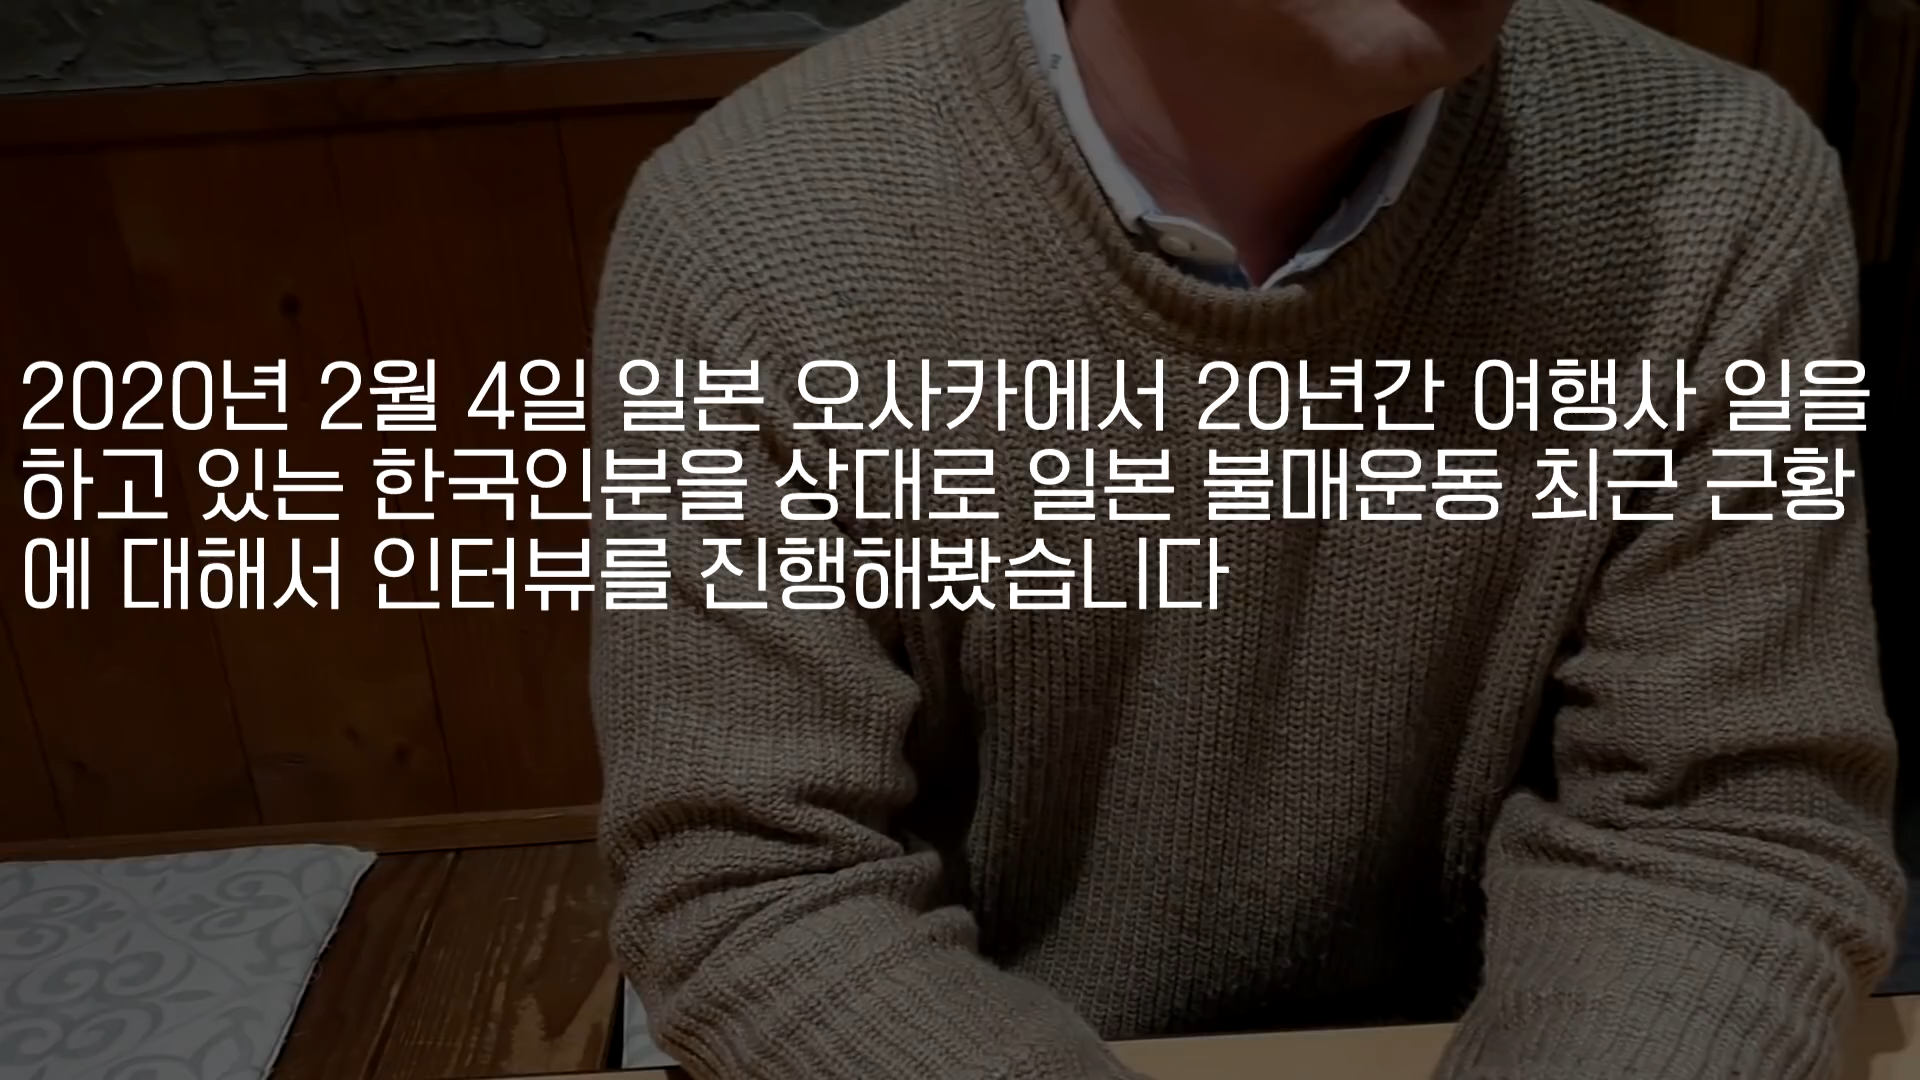 2020년 2월 4일 일본 오사카에서 20년간 여행사 일을
하고 있는 한국인분을 상대로 일본 불매운동 최근 근황
에 대해서 인터뷰를 진행해봤습니다